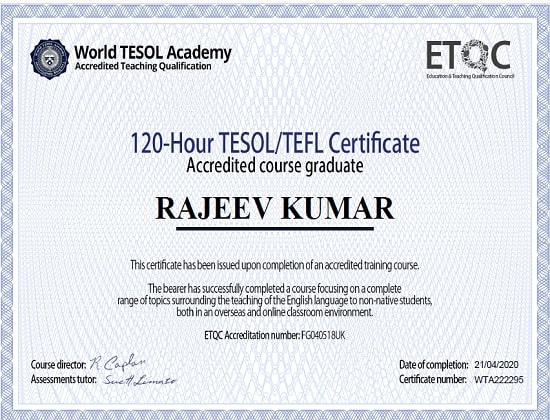 World TESOL Academy
Accredited Teaching Qualification
ETQC
Education & Teaching Qualification Council
120-Hour TESOL/TEFL Certificate
Accredited course graduate
RAJEEV KUMAR
This certificate has been issued upon completion of an accredited training course.
The bearer has successfully completed a course focusing on a complete
range of topics surrounding the teaching of the English language to non-native students,
both in an overseas and online classroom environment.
ETQC Accreditation number: FG040518UK
Course director: R Caplan
Assessments tutor:
Date of completion: 21/04/2020
Certificate number: WTA222295